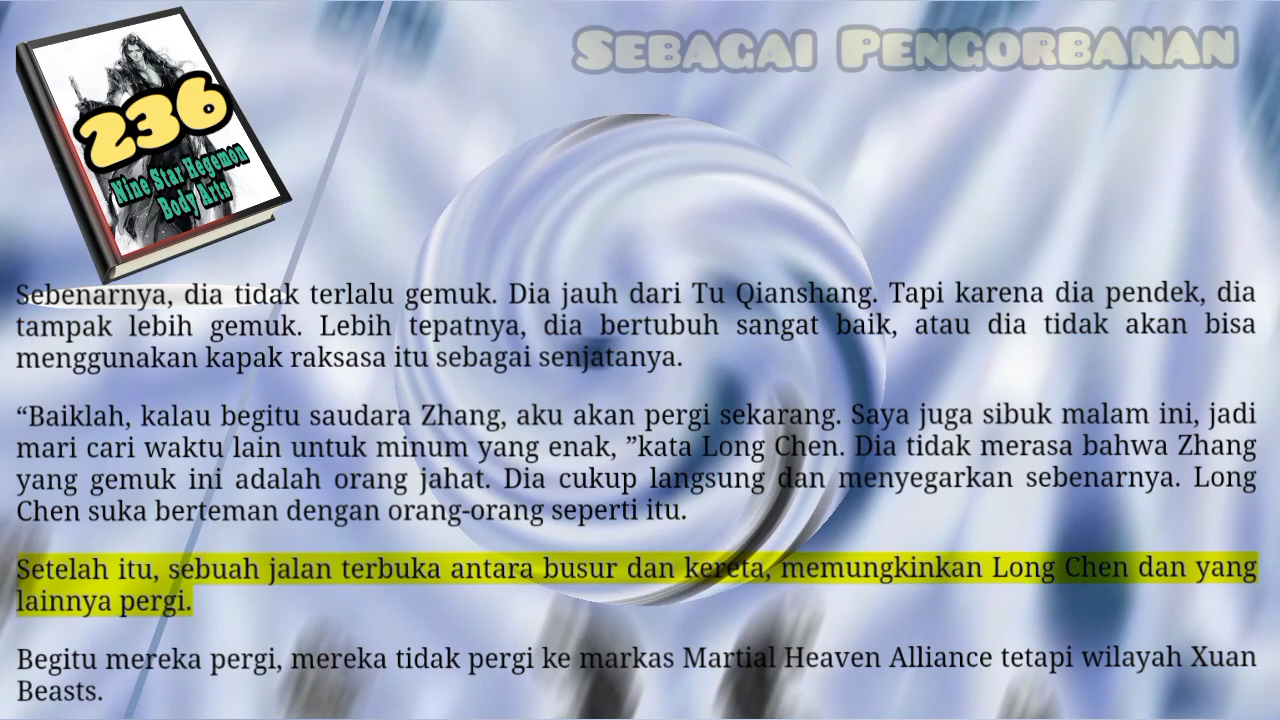 Sebagai Pengorbanan
236
Nine Star Hegemon
Body Arts
Sebenarnya, dia tidak terlalu gemuk. Dia jauh dari Tu Qianshang. Tapi karena dia pendek, dia
tampak lebih gemuk. Lebih tepatnya, dia bertubuh sangat baik, atau dia tidak akan bisa
menggunakan kapak raksasa itu sebagai senjatanya.
“Baiklah, kalau begitu saudara Zhang, aku akan pergi sekarang. Saya juga sibuk malam ini, jadi
mari cari waktu lain untuk minum yang enak, ”kata Long Chen. Dia tidak merasa bahwa Zhang
yang gemuk ini adalah orang jahat. Dia cukup langsung dan menyegarkan sebenarnya. Long
Chen suka berteman dengan orang-orang seperti itu.
Setelah itu, sebuah jalan terbuka antara busur dan kereta, memungkinkan Long Chen dan yang
lainnya pergi.
Begitu mereka pergi, mereka tidak pergi ke markas Martial Heaven Alliance tetapi wilayah Xuan
Beasts.